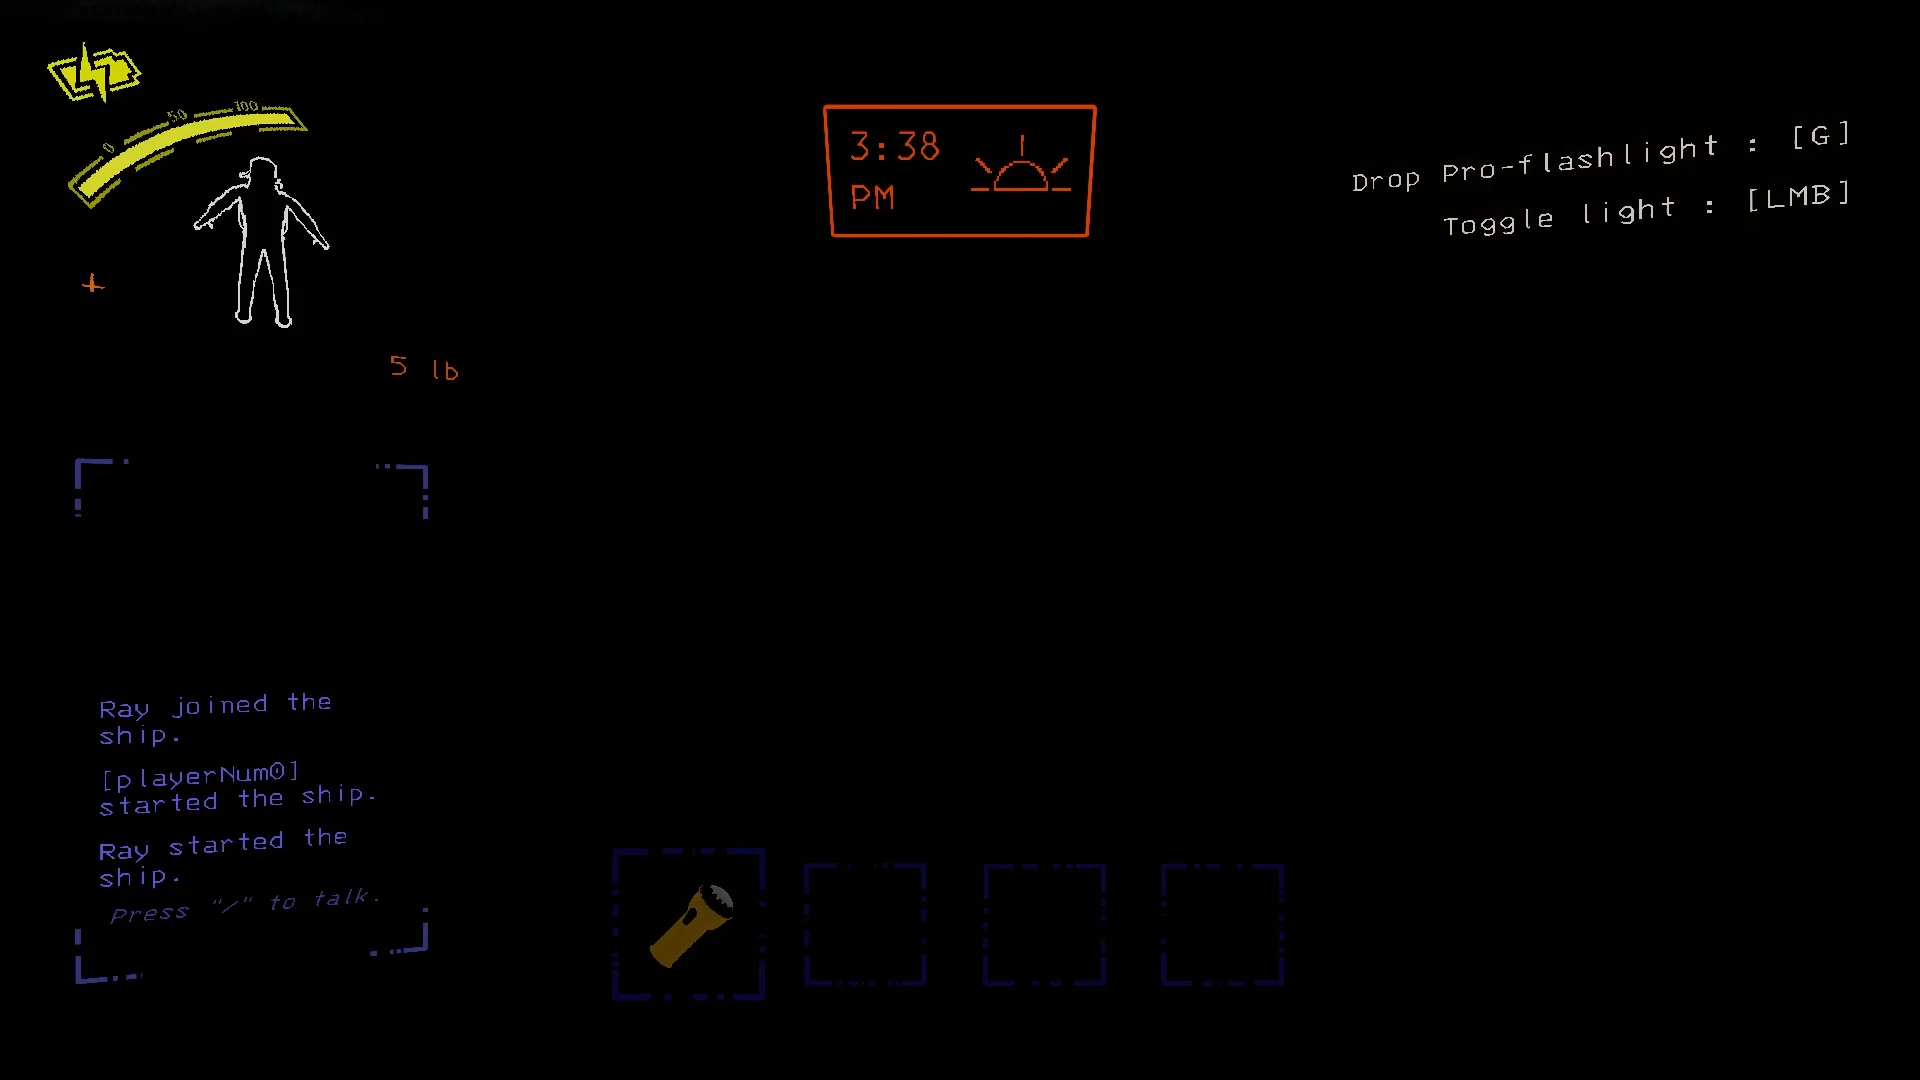 0 50 100
3:38
PM
Drop Pro-flashlight : [G]
Toggle light : [LMB]
5 lb
Ray joined the
ship.
[playerNum0]
started the ship.
Ray started the
ship.
Press "/" to talk.